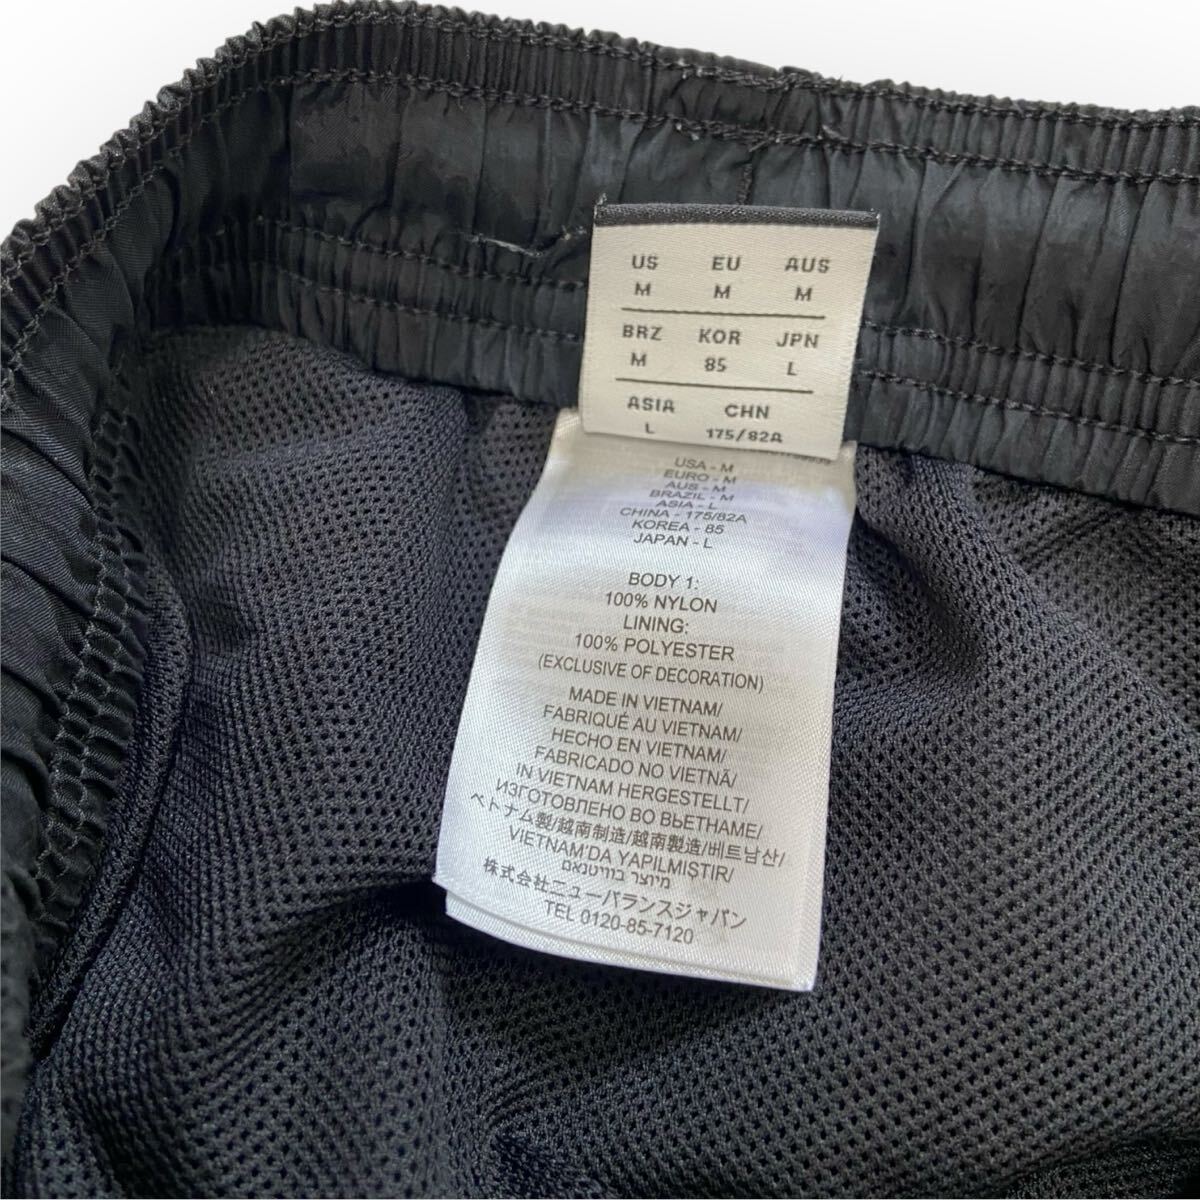 US EU AUS
M M M
BRZ KOR JPN
M 85 L
ASIA CHN
L 175/82A
USA - M
EURO - M
AUS - M
BRAZIL - M
ASIA - L
CHINA - 175/82A
KOREA - 85
JAPAN - L
BODY 1:
100% NYLON
LINING:
100% POLYESTER
(EXCLUSIVE OF DECORATION)
MADE IN VIETNAM/
FABRIQUÉ AU VIETNAM/
HECHO EN VIETNAM/
FABRICADO NO VIETNÃ/
IN VIETNAM HERGESTELLT/
ИЗГОТОВЛЕНО ВО ВЬЕТНАМЕ/
ベトナム製/越南制造/越南製造/베트남산/
VIETNAM'DA YAPILMISTIR/
מיוצר בוויטנאם
株式会社ニューバランスジャパン
TEL 0120-85-7120